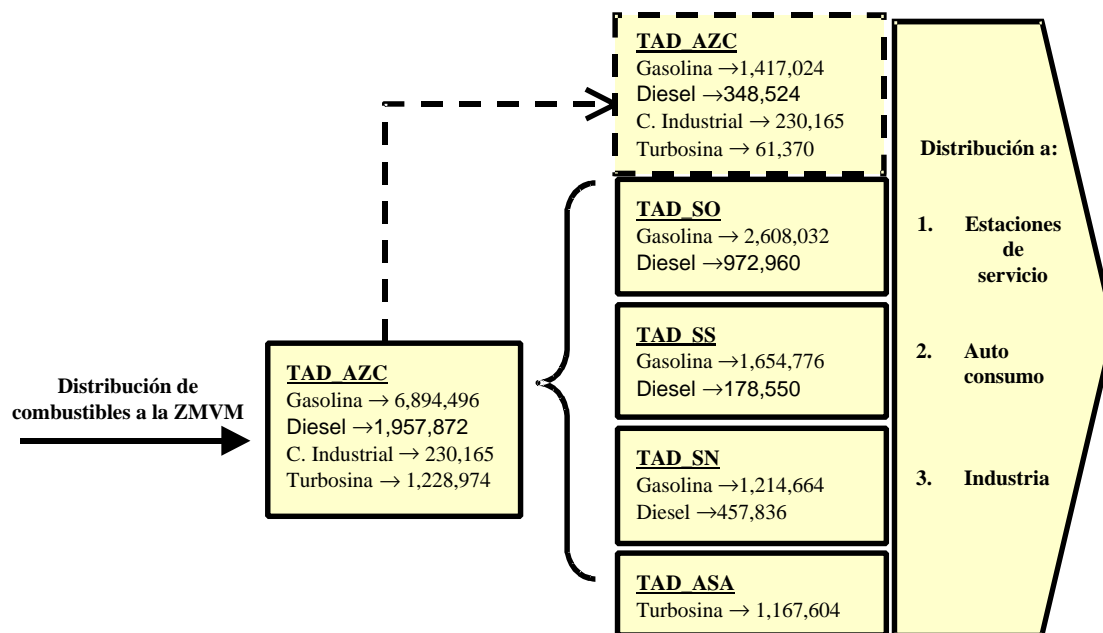 Distribución de
combustibles a la ZMVM
TAD_AZC
Gasolina → 6,894,496
Diesel →1,957,872
C. Industrial → 230,165
Turbosina → 1,228,974
TAD_AZC
Gasolina →1,417,024
Diesel →348,524
C. Industrial → 230,165
Turbosina → 61,370
TAD_SO
Gasolina → 2,608,032
Diesel →972,960
TAD_SS
Gasolina →1,654,776
Diesel →178,550
TAD_SN
Gasolina →1,214,664
Diesel →457,836
TAD_ASA
Turbosina → 1,167,604
Distribución a:
1. Estaciones
de
servicio
2. Auto
consumo
3. Industria